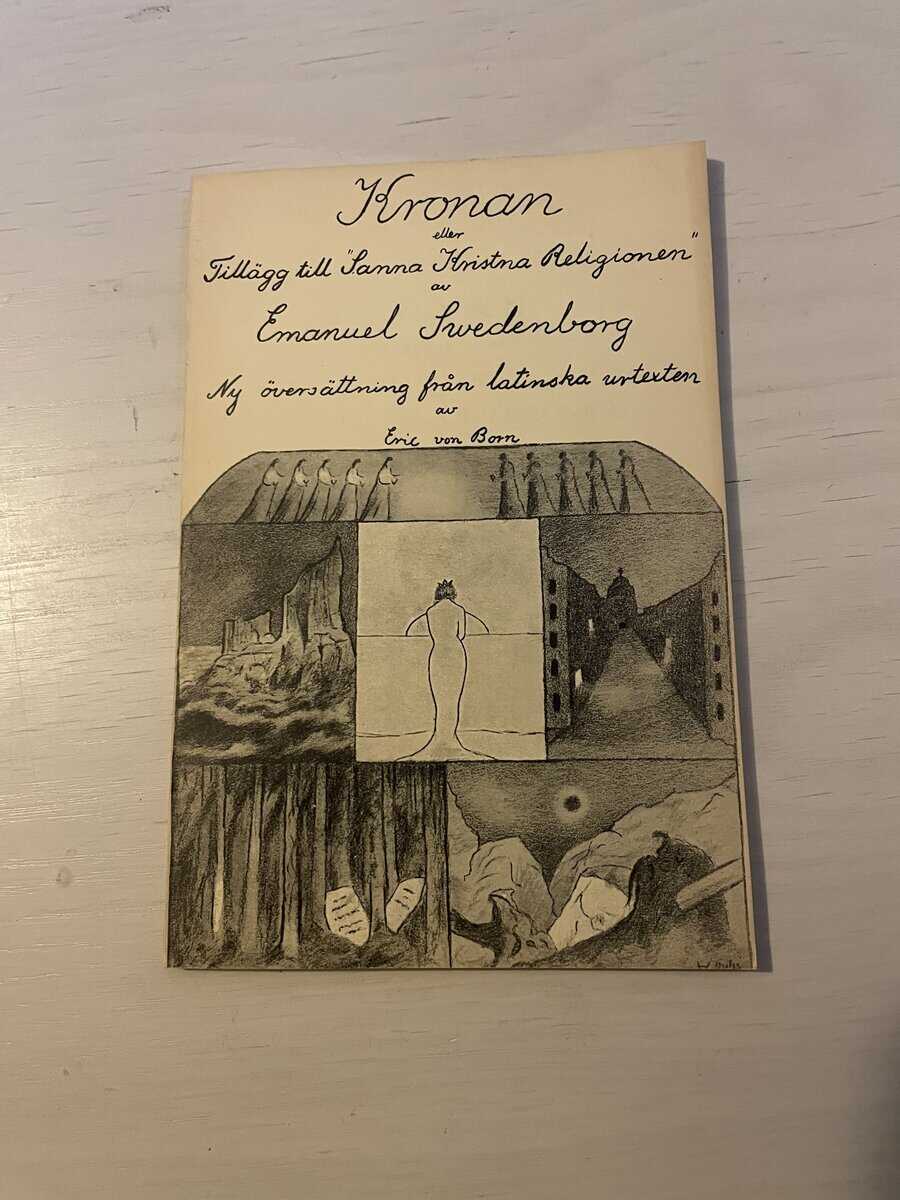 Kronan
eller
Tillägg till "Sanna Kristna Religionen"
av
Emanuel Swedenborg
Ny översättning från latinska urtexten
av
Eric von Born